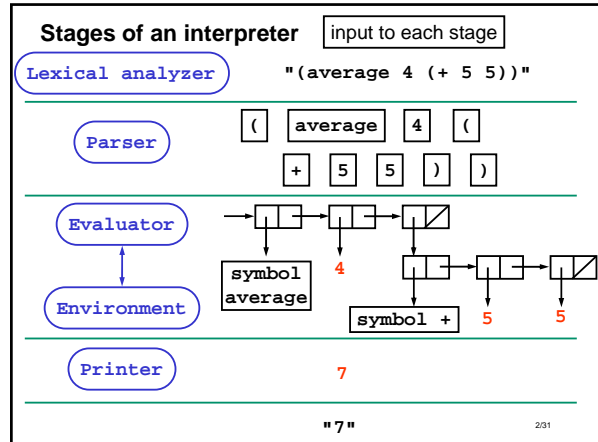 Stages of an interpreter input to each stage
Lexical analyzer "(average 4 (+ 5 5))"
Parser ( average 4 (
+ 5 5 ) )
Evaluator
symbol 4
average
Environment symbol + 5 5
Printer 7
"7" 2/31